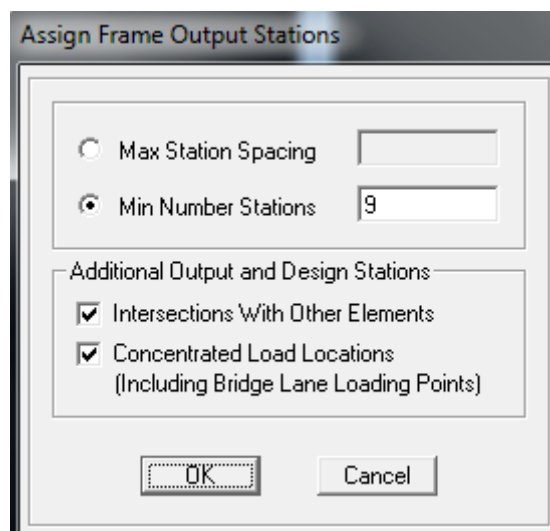 Assign Frame Output Stations
Max Station Spacing
Min Number Stations 9
Additional Output and Design Stations
Intersections With Other Elements
Concentrated Load Locations
(Including Bridge Lane Loading Points)
OK Cancel